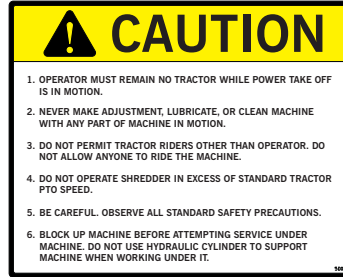 CAUTION
1. OPERATOR MUST REMAIN NO TRACTOR WHILE POWER TAKE OFF
IS IN MOTION.
2. NEVER MAKE ADJUSTMENT, LUBRICATE, OR CLEAN MACHINE
WITH ANY PART OF MACHINE IN MOTION.
3. DO NOT PERMIT TRACTOR RIDERS OTHER THAN OPERATOR. DO
NOT ALLOW ANYONE TO RIDE THE MACHINE.
4. DO NOT OPERATE SHREDDER IN EXCESS OF STANDARD TRACTOR
PTO SPEED.
5. BE CAREFUL. OBSERVE ALL STANDARD SAFETY PRECAUTIONS.
6. BLOCK UP MACHINE BEFORE ATTEMPTING SERVICE UNDER
MACHINE. DO NOT USE HYDRAULIC CYLINDER TO SUPPORT
MACHINE WHEN WORKING UNDER IT.